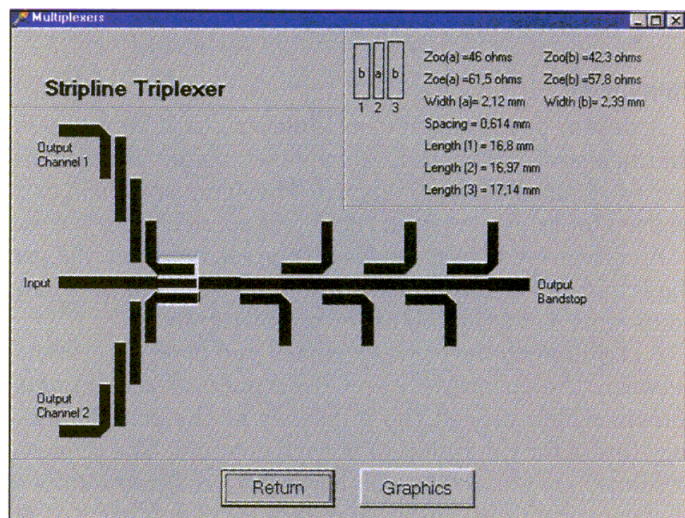 Multiplexers
Stripline Triplexer
b a b
1 2 3
Zoo(a) =46 ohms Zoo(b) =42,3 ohms
Zoe(a) =61,5 ohms Zoe(b) =57,8 ohms
Width (a)= 2,12 mm Width (b)= 2,39 mm
Spacing = 0,614 mm
Length (1) = 16,8 mm
Length (2) = 16,97 mm
Length (3) = 17,14 mm
Output
Channel 1
Input
Output
Bandstop
Output
Channel 2
Return Graphics